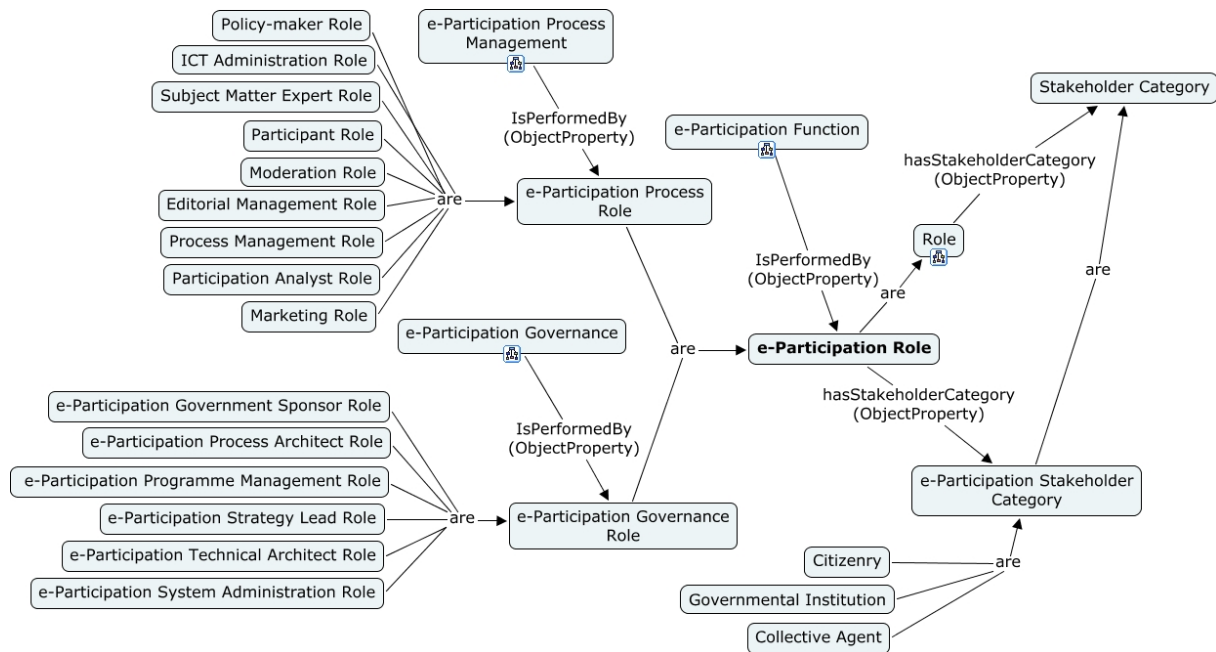 Policy-maker Role
ICT Administration Role
Subject Matter Expert Role
Participant Role
Moderation Role
Editorial Management Role
Process Management Role
Participation Analyst Role
Marketing Role
are
e-Participation Process
Management
IsPerformedBy
(ObjectProperty)
e-Participation Process
Role
e-Participation Governance
IsPerformedBy
(ObjectProperty)
e-Participation Government Sponsor Role
e-Participation Process Architect Role
e-Participation Programme Management Role
e-Participation Strategy Lead Role
e-Participation Technical Architect Role
e-Participation System Administration Role
are
e-Participation Governance
Role
are
e-Participation Function
IsPerformedBy
(ObjectProperty)
e-Participation Role
are
Role
hasStakeholderCategory
(ObjectProperty)
Stakeholder Category
are
hasStakeholderCategory
(ObjectProperty)
e-Participation Stakeholder
Category
are
Citizenry
Governmental Institution
Collective Agent